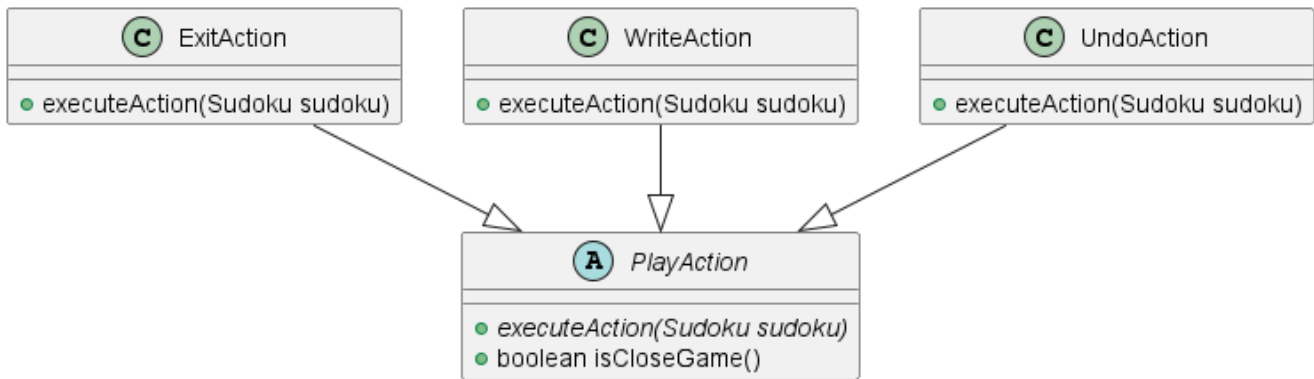 C ExitAction
C WriteAction
C UndoAction
executeAction(Sudoku sudoku)
executeAction(Sudoku sudoku)
executeAction(Sudoku sudoku)
A PlayAction
executeAction(Sudoku sudoku)
boolean isCloseGame()